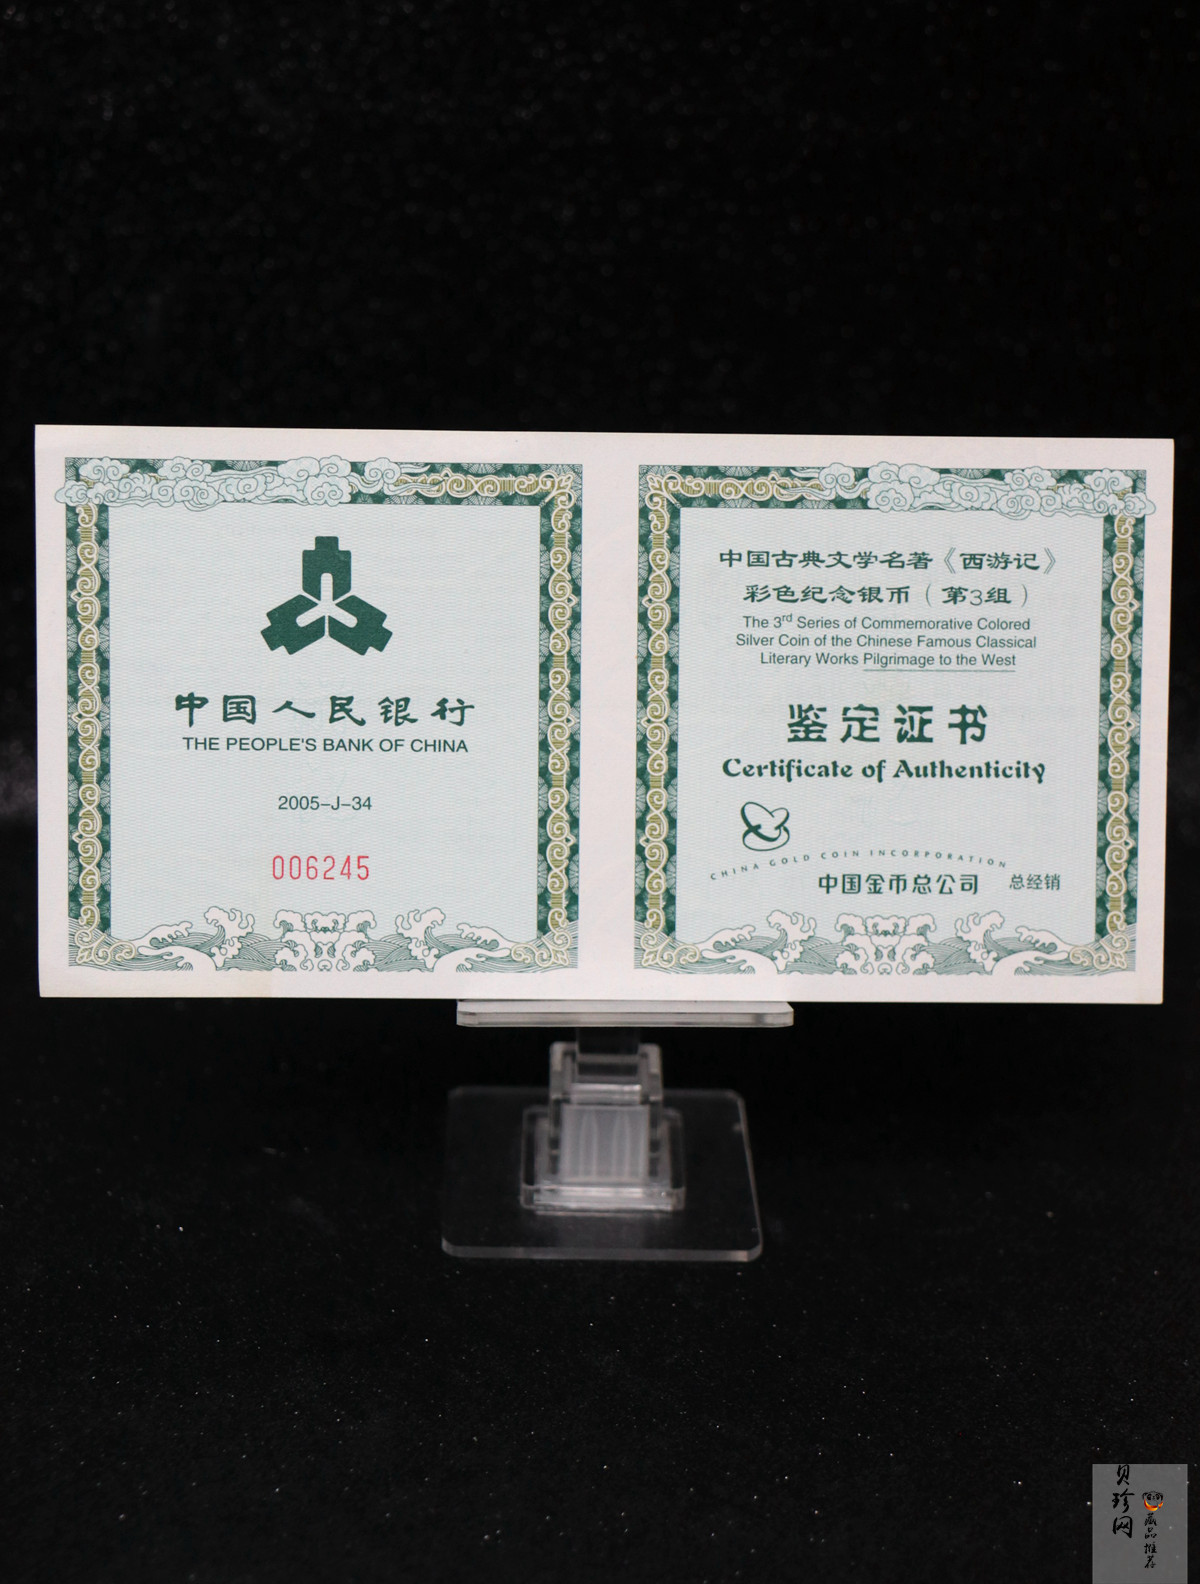 中国人民银行
THE PEOPLE'S BANK OF CHINA
2005-J-34
006245
中国古典文学名著《西游记》
彩色纪念银币（第3组）
The 3rd Series of Commemorative Colored
Silver Coin of the Chinese Famous Classical
Literary Works Pilgrimage to the West
鉴定证书
Certificate of Authenticity
CHINA GOLD COIN INCORPORATION
中国金币总公司 总经销
贝珍网
藏品推荐